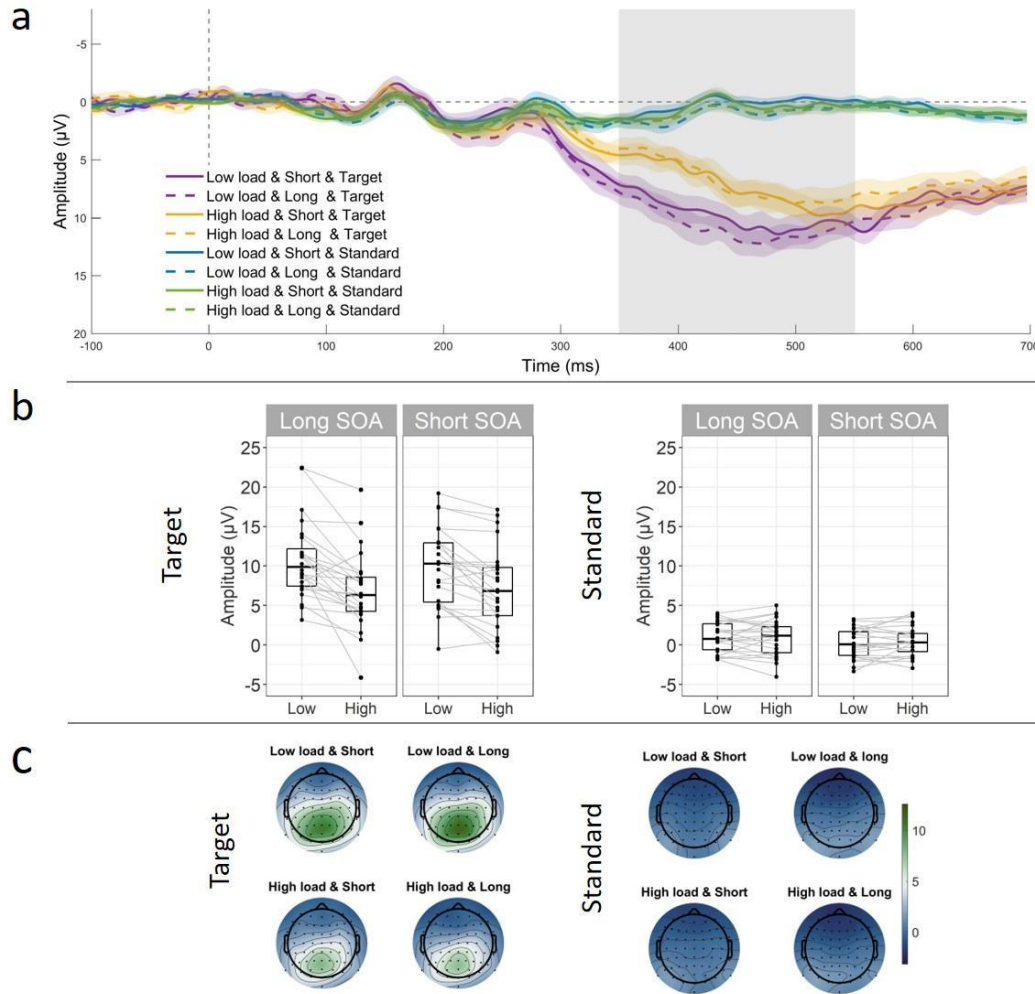 a
-5
0
5
10
15
20
Amplitude (µV)
Low load & Short & Target
Low load & Long & Target
High load & Short & Target
High load & Long & Target
Low load & Short & Standard
Low load & Long & Standard
High load & Short & Standard
High load & Long & Standard
-100 0 100 200 300 400 500 600 700
Time (ms)
b
Target
Long SOA Short SOA
Amplitude (µV)
25
20
15
10
5
0
-5
Low High Low High
Standard
Long SOA Short SOA
Amplitude (µV)
25
20
15
10
5
0
-5
Low High Low High
c
Target
Low load & Short Low load & Long
High load & Short High load & Long
Standard
Low load & Short Low load & long
High load & Short High load & Long
10
0